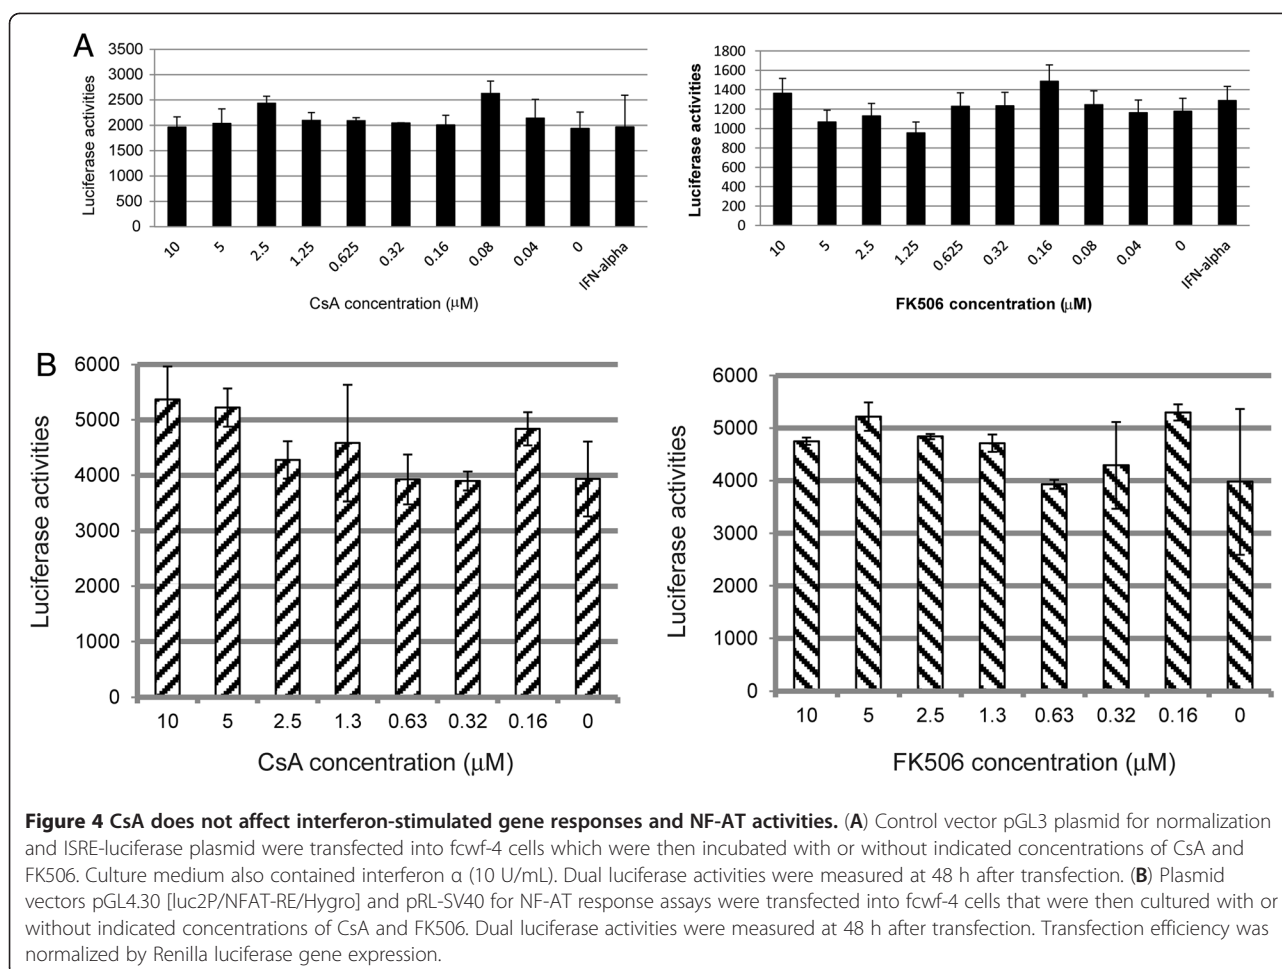 A
3500
3000
2500
2000
1500
1000
500
0
Luciferase activities
10 5 2.5 1.25 0.625 0.32 0.16 0.08 0.04 0 IFN-alpha
CsA concentration (µM)
1800
1600
1400
1200
1000
800
600
400
200
0
Luciferase activities
10 5 2.5 1.25 0.625 0.32 0.16 0.08 0.04 0 IFN-alpha
FK506 concentration (µM)
B
6000
5000
4000
3000
2000
1000
0
Luciferase activities
10 5 2.5 1.3 0.63 0.32 0.16 0
CsA concentration (µM)
6000
5000
4000
3000
2000
1000
0
Luciferase activities
10 5 2.5 1.3 0.63 0.32 0.16 0
FK506 concentration (µM)
Figure 4 CsA does not affect interferon-stimulated gene responses and NF-AT activities. (A) Control vector pGL3 plasmid for normalization
and ISRE-luciferase plasmid were transfected into fcwf-4 cells which were then incubated with or without indicated concentrations of CsA and
FK506. Culture medium also contained interferon α (10 U/mL). Dual luciferase activities were measured at 48 h after transfection. (B) Plasmid
vectors pGL4.30 [luc2P/NFAT-RE/Hygro] and pRL-SV40 for NF-AT response assays were transfected into fcwf-4 cells that were then cultured with or
without indicated concentrations of CsA and FK506. Dual luciferase activities were measured at 48 h after transfection. Transfection efficiency was
normalized by Renilla luciferase gene expression.